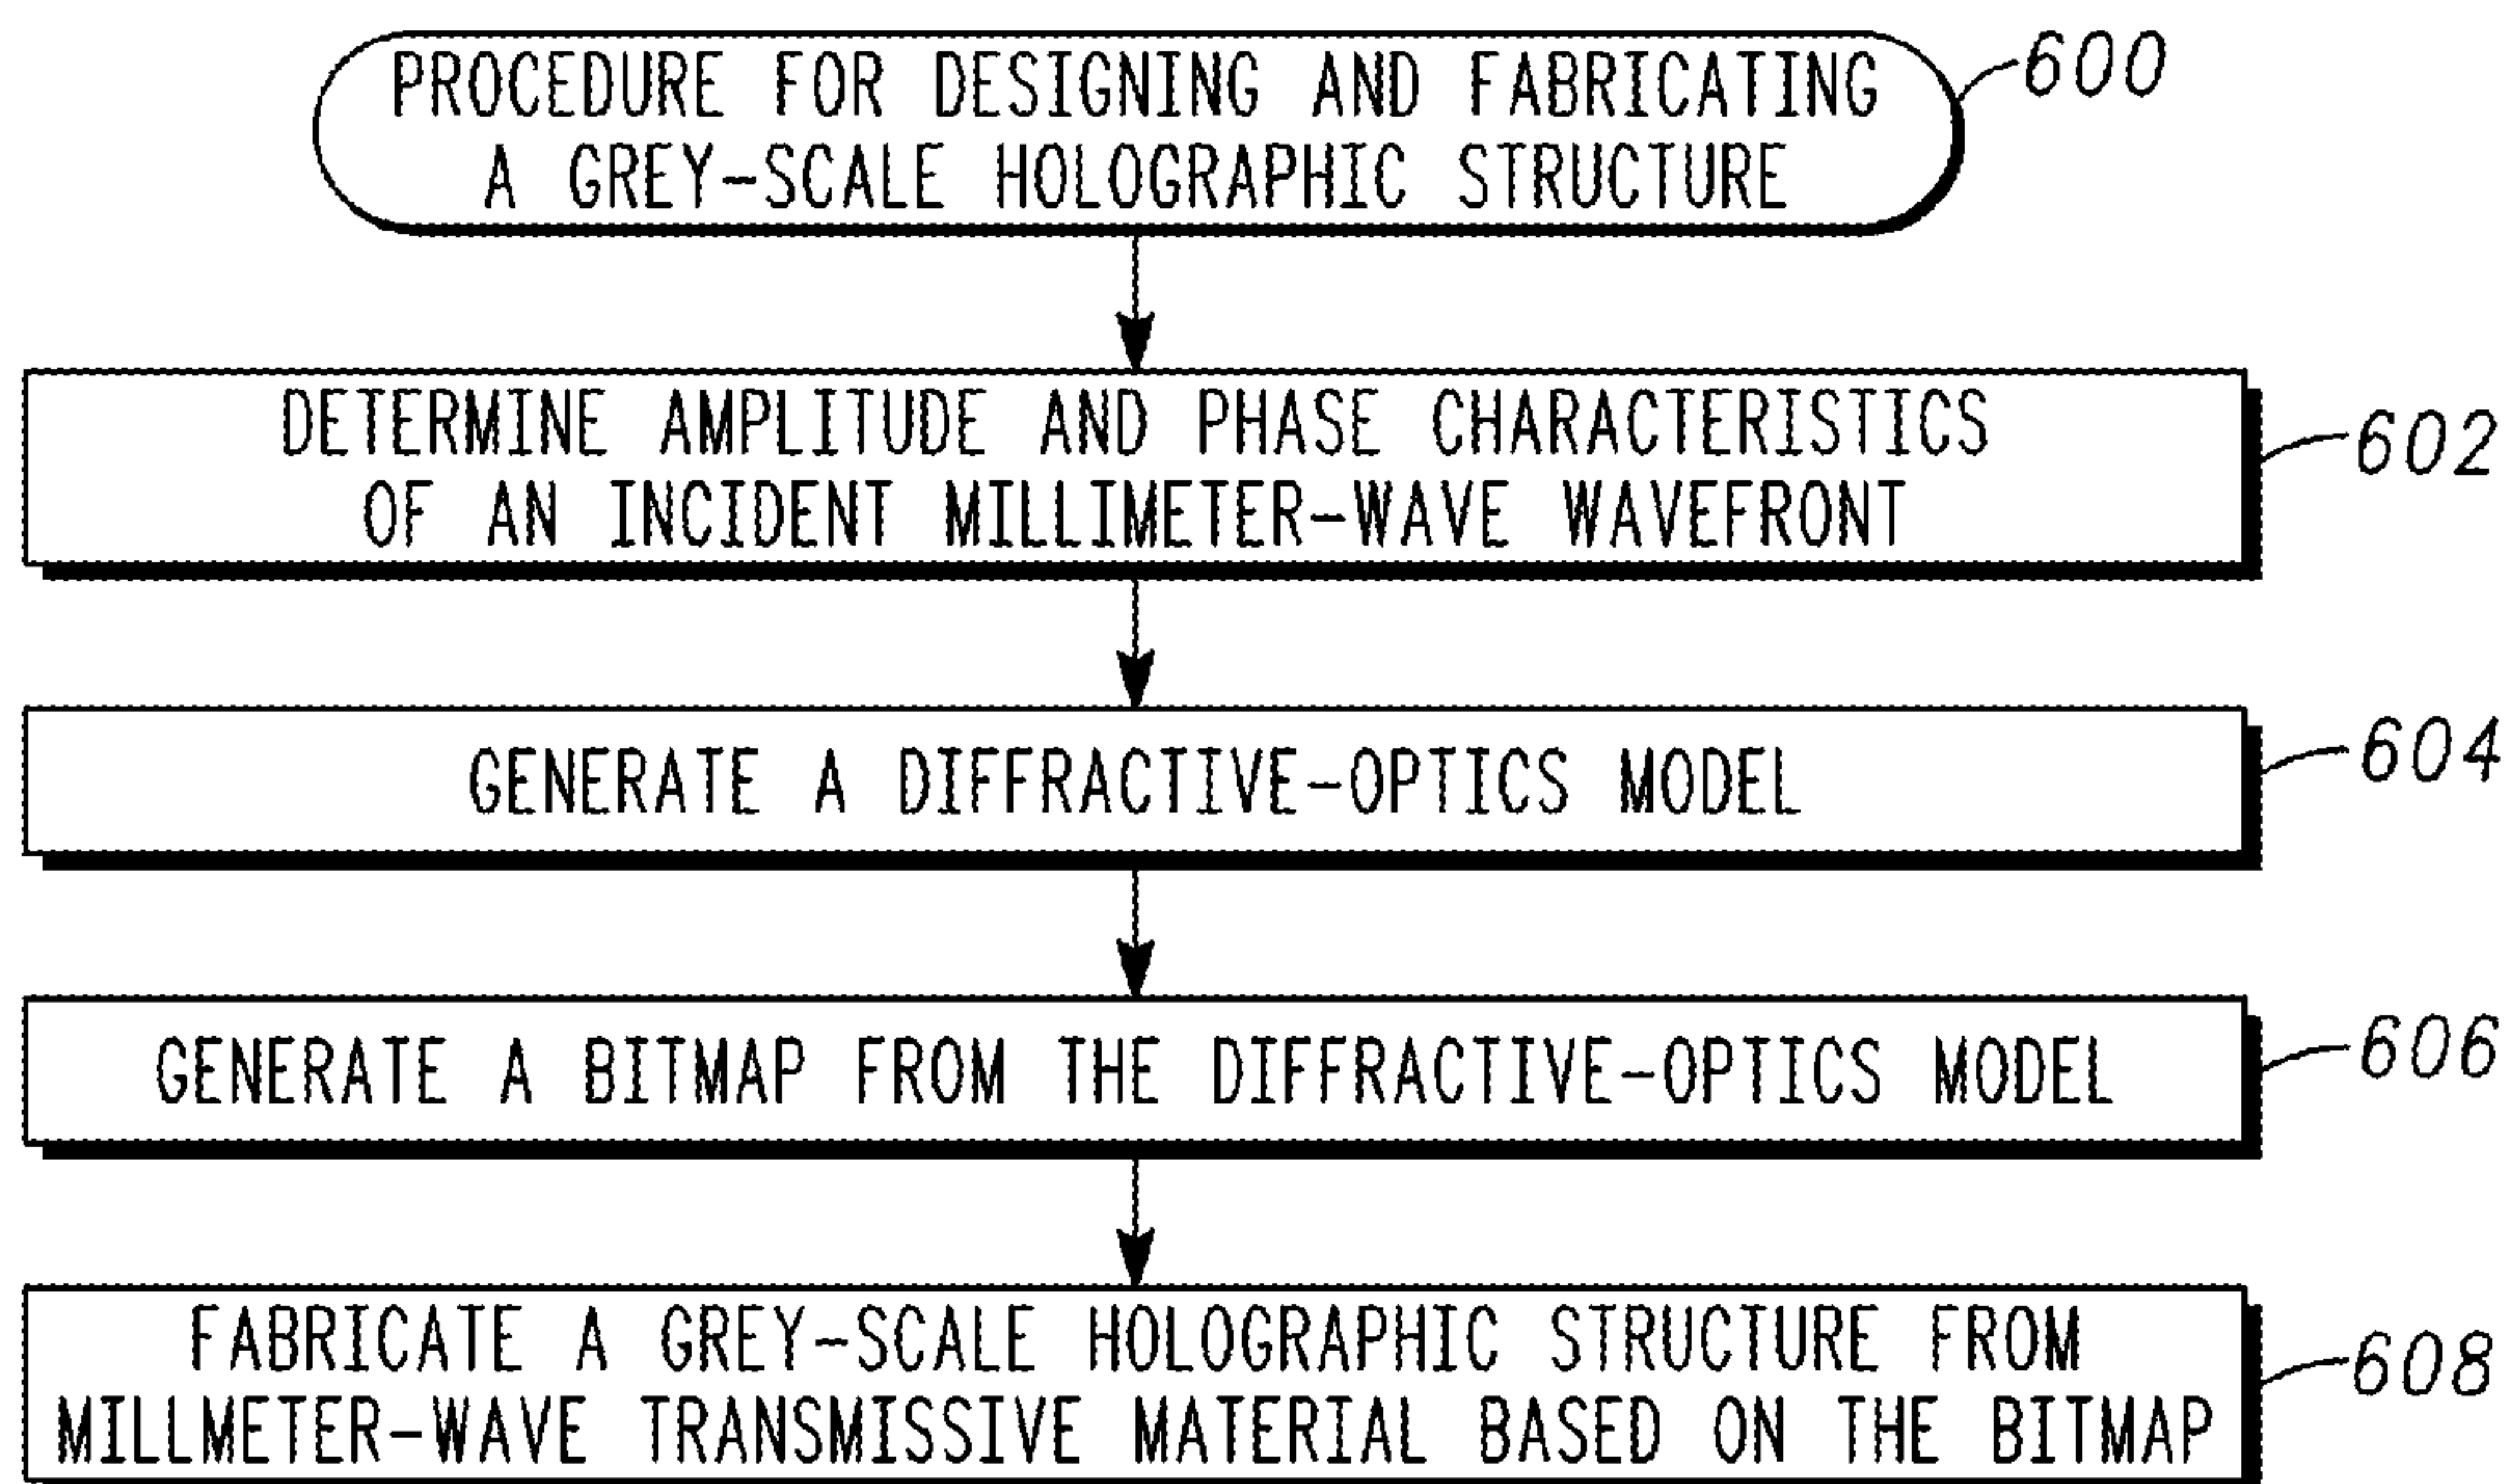 PROCEDURE FOR DESIGNING AND FABRICATING
A GREY-SCALE HOLOGRAPHIC STRUCTURE
600
DETERMINE AMPLITUDE AND PHASE CHARACTERISTICS
OF AN INCIDENT MILLIMETER-WAVE WAVEFRONT
602
GENERATE A DIFFRACTIVE-OPTICS MODEL
604
GENERATE A BITMAP FROM THE DIFFRACTIVE-OPTICS MODEL
606
FABRICATE A GREY-SCALE HOLOGRAPHIC STRUCTURE FROM
MILLMETER-WAVE TRANSMISSIVE MATERIAL BASED ON THE BITMAP
608